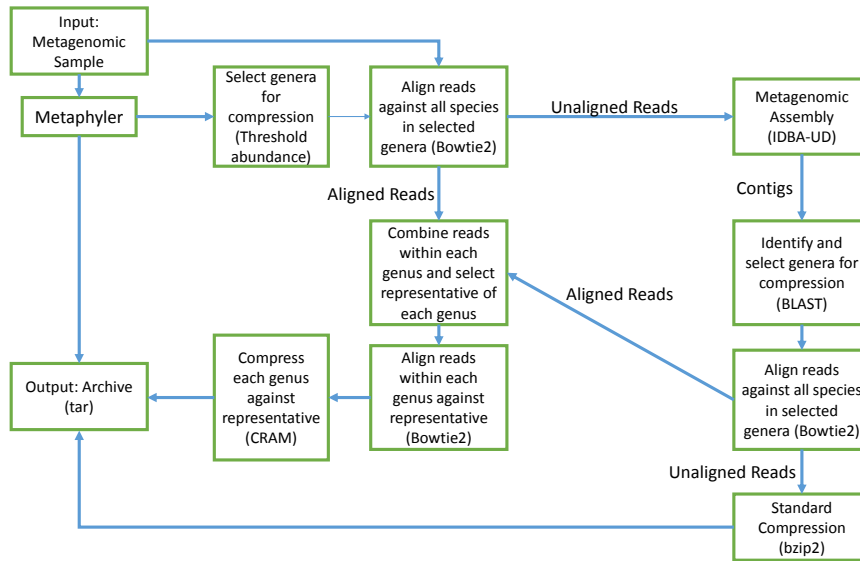 Input:
Metagenomic
Sample
Metaphyler
Select genera
for
compression
(Threshold
abundance)
Align reads
against all species
in selected
genera (Bowtie2)
Unaligned Reads
Metagenomic
Assembly
(IDBA-UD)
Aligned Reads
Contigs
Combine reads
within each
genus and select
representative of
each genus
Identify and
select genera for
compression
(BLAST)
Aligned Reads
Output: Archive
(tar)
Compress
each genus
against
representative
(CRAM)
Align reads
within each
genus against
representative
(Bowtie2)
Align reads
against all species
in selected
genera (Bowtie2)
Unaligned Reads
Standard
Compression
(bzip2)